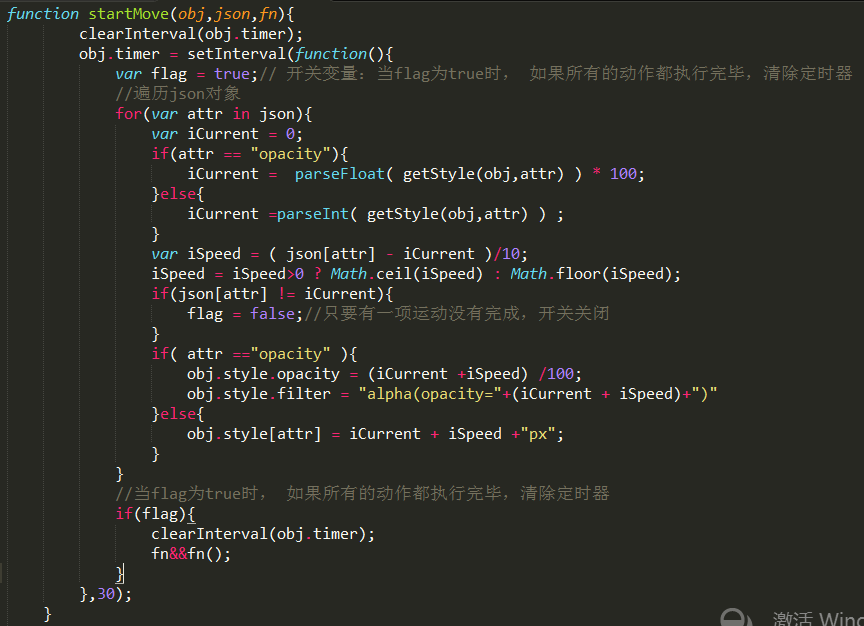 function startMove(obj,json,fn){
clearInterval(obj.timer);
obj.timer = setInterval(function(){
var flag = true;// 开关变量：当flag为true时， 如果所有的动作都执行完毕，清除定时器
//遍历json对象
for(var attr in json){
var iCurrent = 0;
if(attr == "opacity"){
iCurrent =  parseFloat( getStyle(obj,attr) ) * 100;
}else{
iCurrent =parseInt( getStyle(obj,attr) ) ;
}
var iSpeed = ( json[attr] - iCurrent )/10;
iSpeed = iSpeed>0 ? Math.ceil(iSpeed) : Math.floor(iSpeed);
if(json[attr] != iCurrent){
flag = false;//只要有一项运动没有完成，开关关闭
}
if( attr =="opacity" ){
obj.style.opacity = (iCurrent +iSpeed) /100;
obj.style.filter = "alpha(opacity="+(iCurrent + iSpeed)+")"
}else{
obj.style[attr] = iCurrent + iSpeed +"px";
}
}
//当flag为true时， 如果所有的动作都执行完毕，清除定时器
if(flag){
clearInterval(obj.timer);
fn&&fn();
}
},30);
}
激活